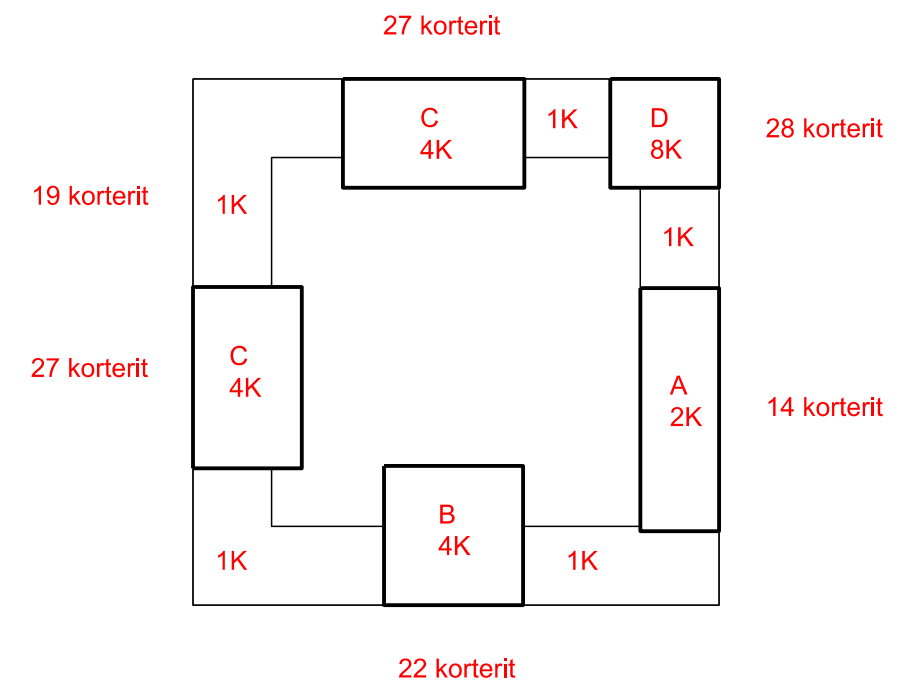 27 korterit
C
4K
1K
D
8K
28 korterit
19 korterit
1K
1K
27 korterit
C
4K
A
2K
14 korterit
B
4K
1K
1K
22 korterit